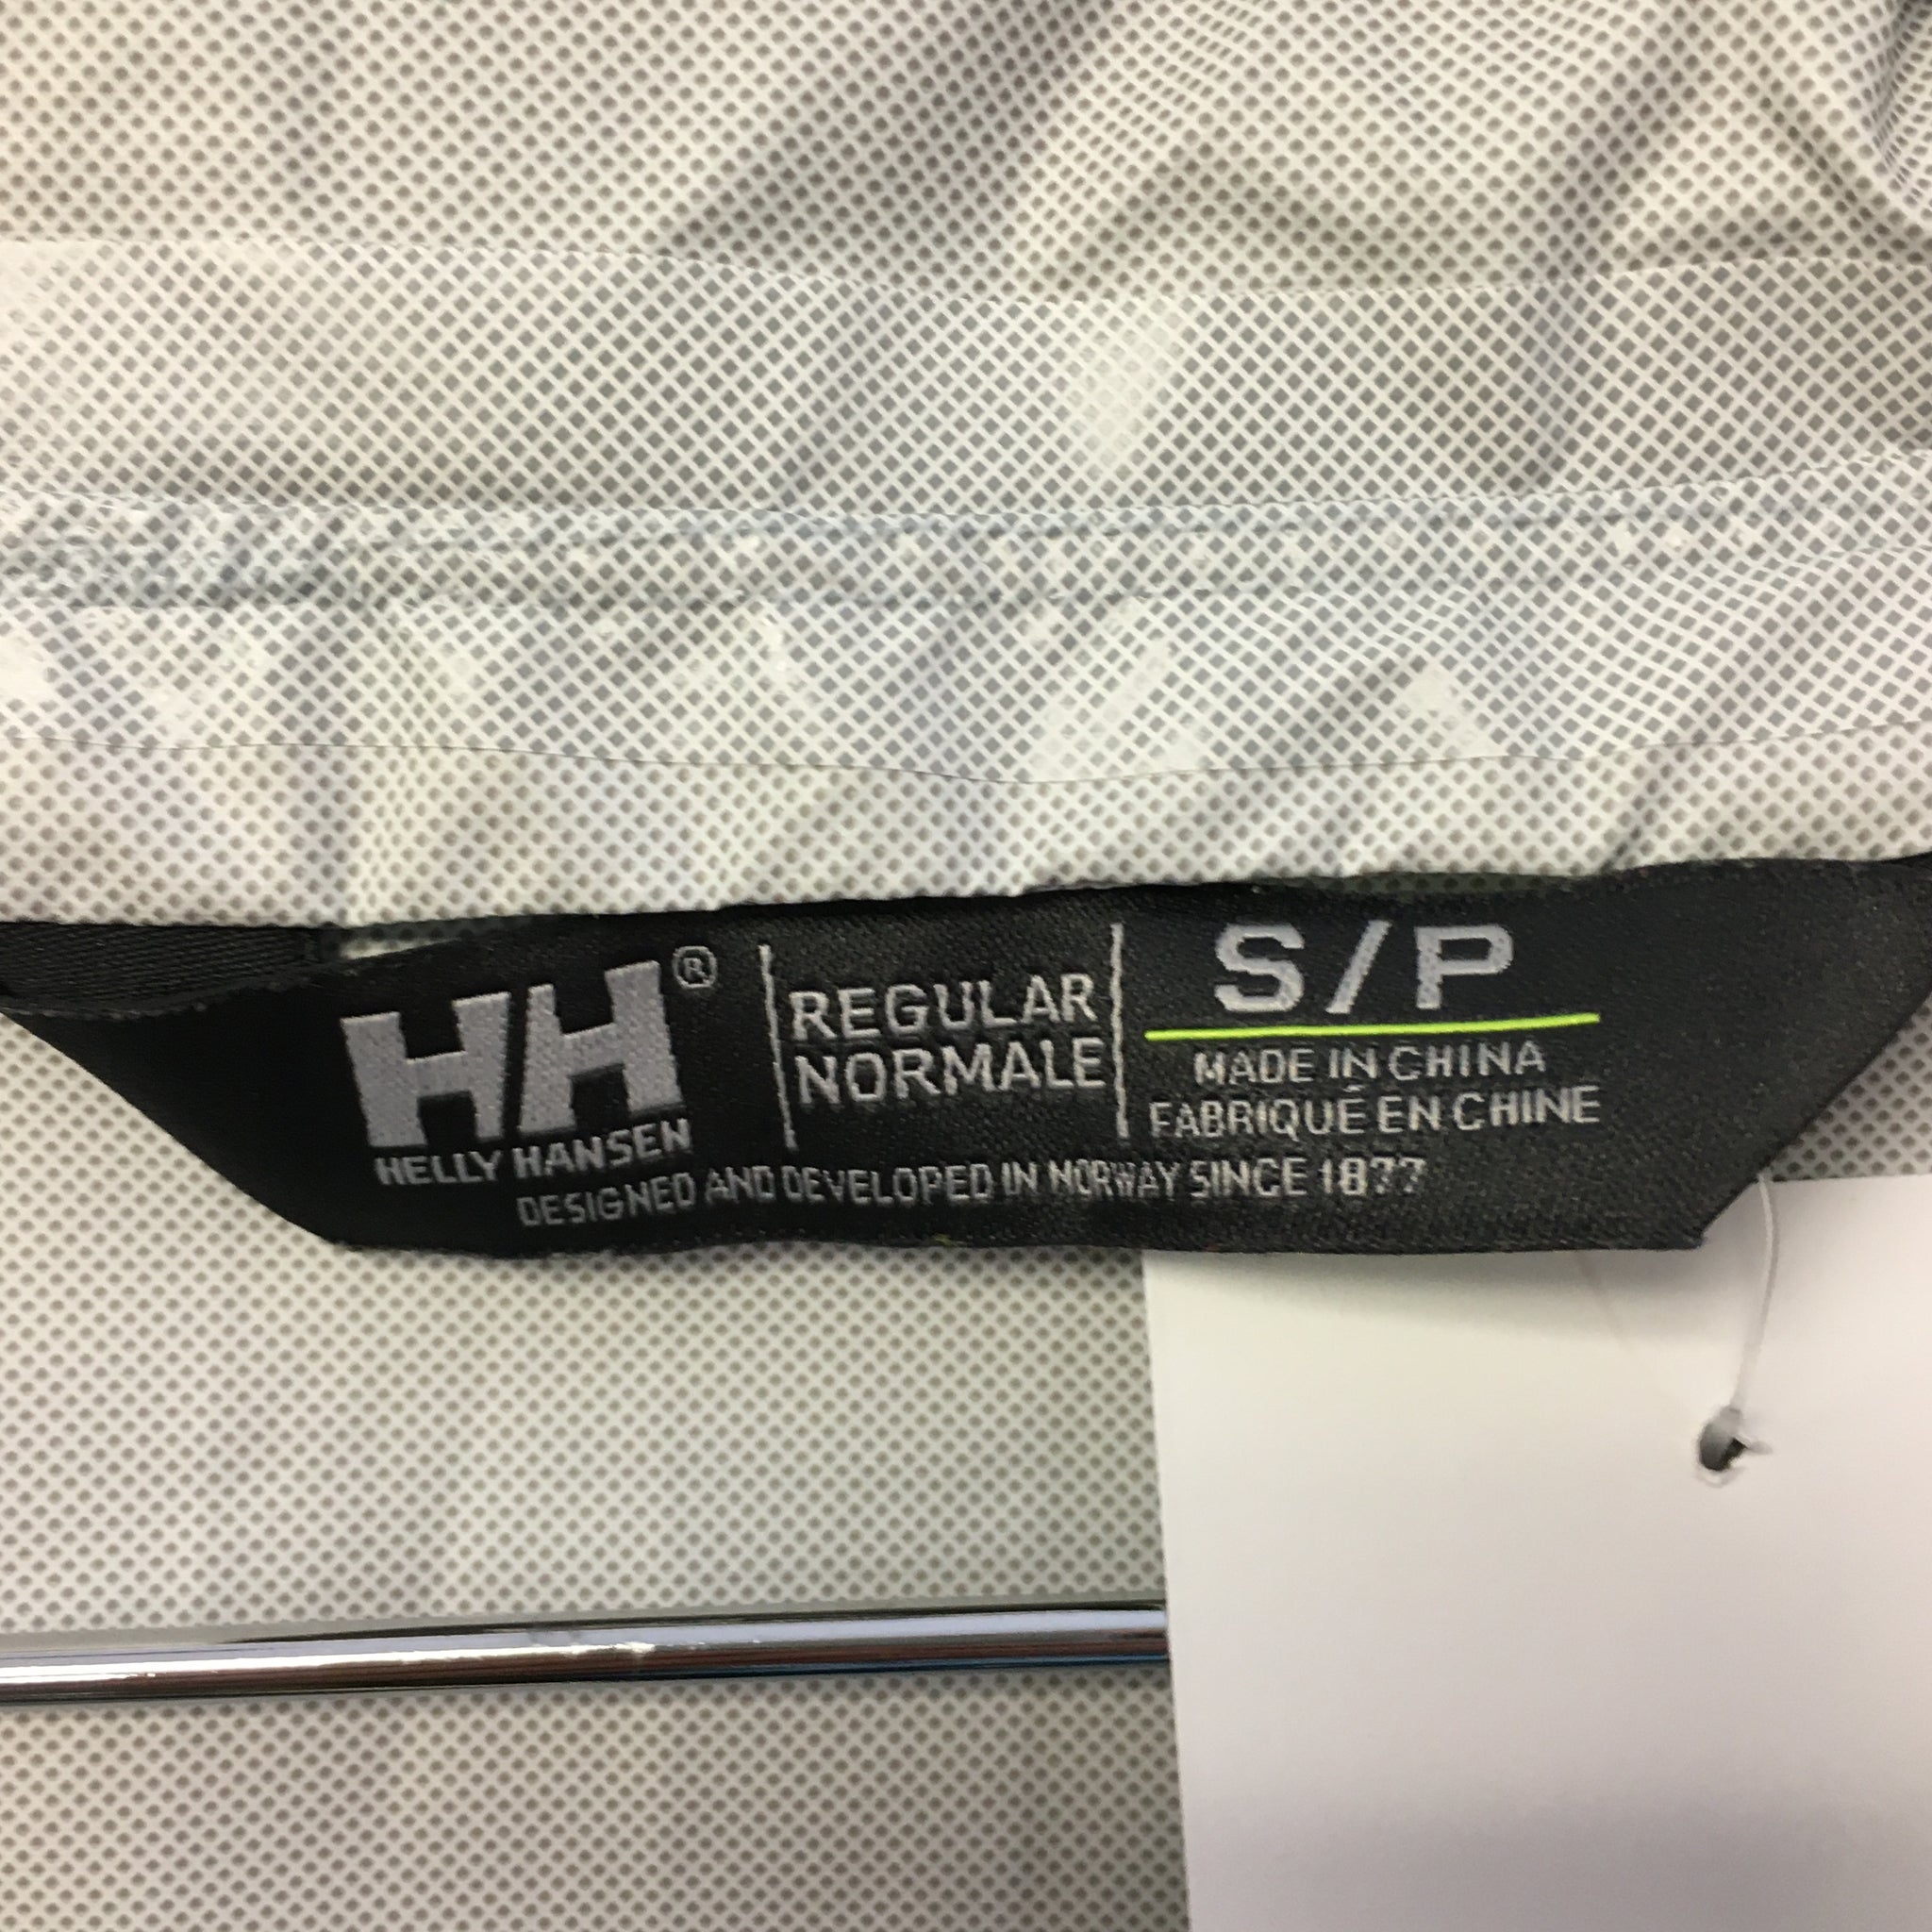 HH®
HELLY HANSEN
REGULAR
NORMALE
S/P
MADE IN CHINA
FABRIQUÉ EN CHINE
DESIGNED AND DEVELOPED IN NORWAY SINCE 1877